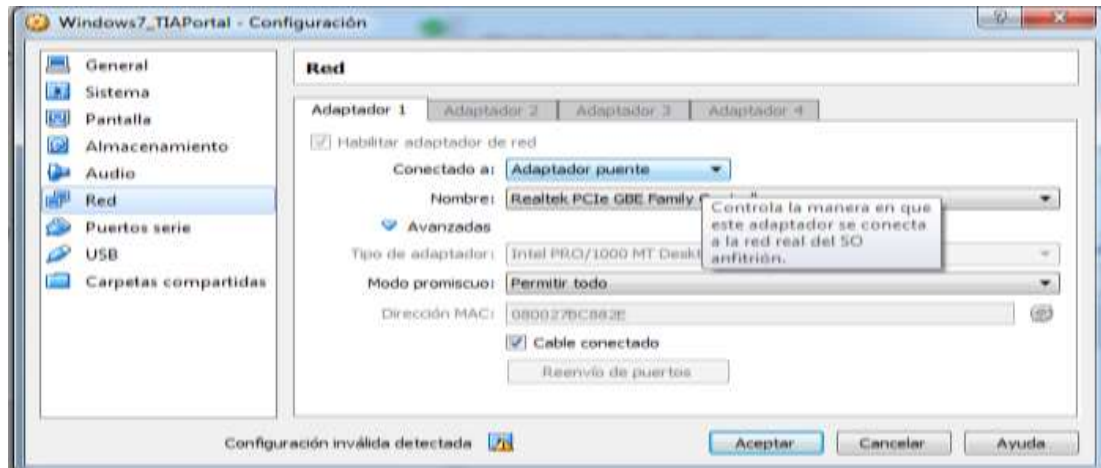 Windows7_TIAPortal - Configuración
General
Sistema
Pantalla
Almacenamiento
Audio
Red
Puertos serie
USB
Carpetas compartidas
Red
Adaptador 1 Adaptador 2 Adaptador 3 Adaptador 4
Habilitar adaptador de red
Conectado a: Adaptador puente
Nombre: Realtek PCIe GBE Family
Controla la manera en que
este adaptador se conecta
a la red real del SO
anfitrión.
Avanzadas
Tipo de adaptador: Intel PRO/1000 MT
Modo promiscuo: Permitir todo
Dirección MAC: 080027BC882E
Cable conectado
Reenvío de puertos
Configuración inválida detectada
Aceptar Cancelar Ayuda